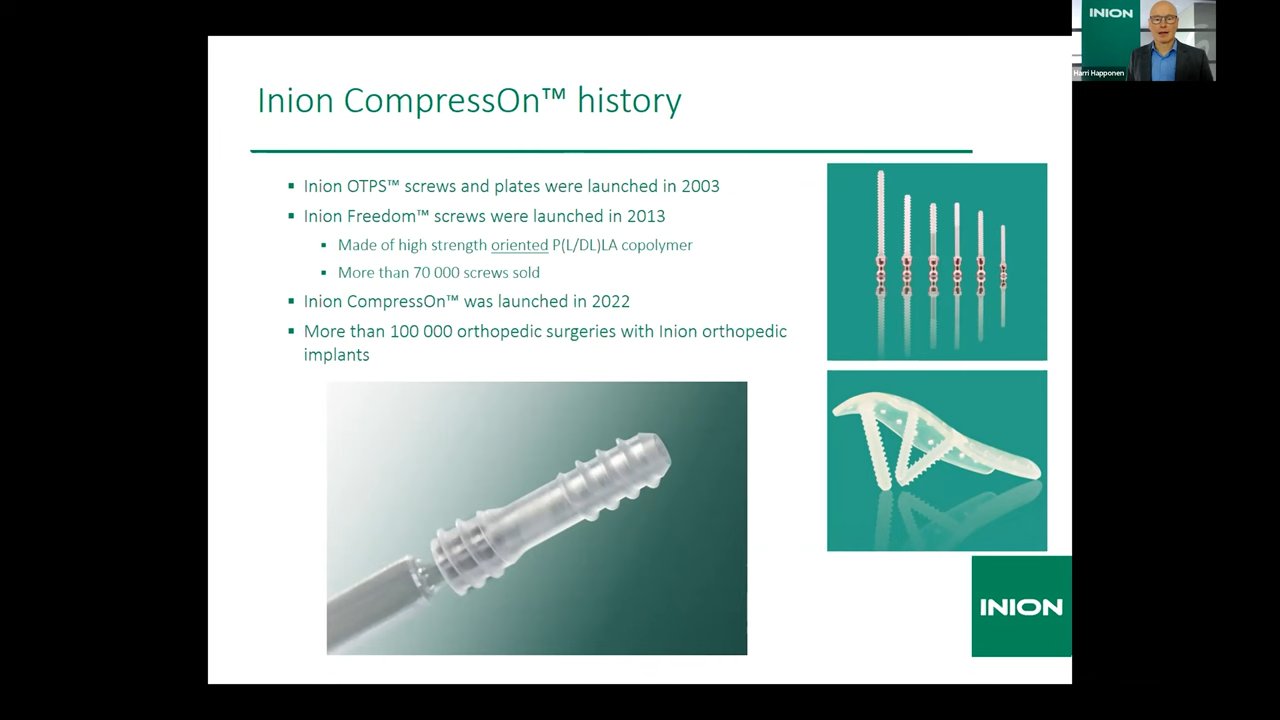 INION
Harri Happonen
Inion CompressOn™ history
▪ Inion OTPS™ screws and plates were launched in 2003
▪ Inion Freedom™ screws were launched in 2013
▪ Made of high strength oriented P(L/DL)LA copolymer
▪ More than 70 000 screws sold
▪ Inion CompressOn™ was launched in 2022
▪ More than 100 000 orthopedic surgeries with Inion orthopedic
implants
INION